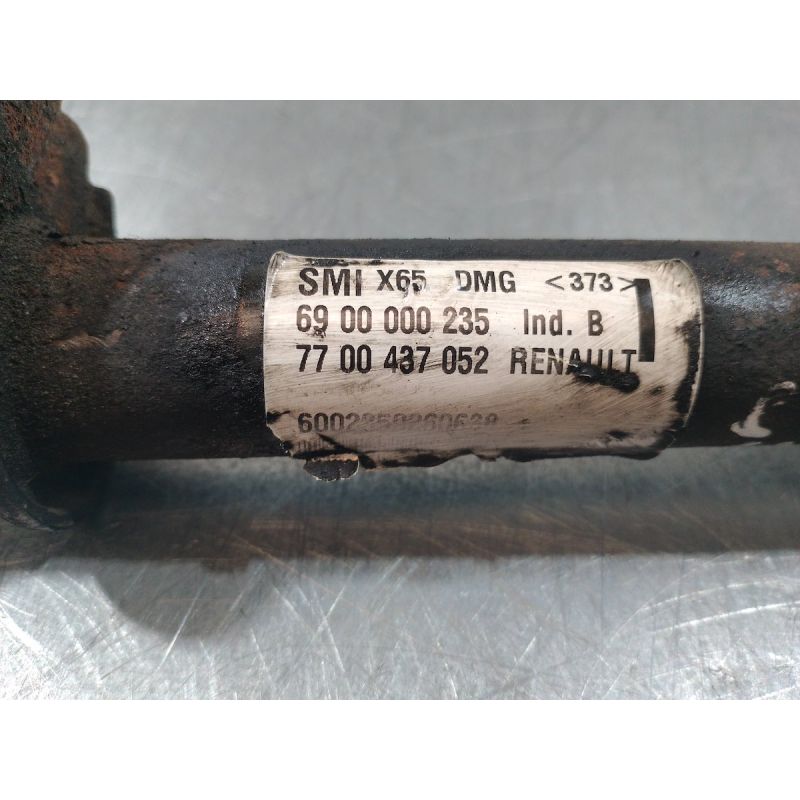 SMI X65 DMG <373>
69 00 000 235 Ind. B
77 00 437 052 RENAULT